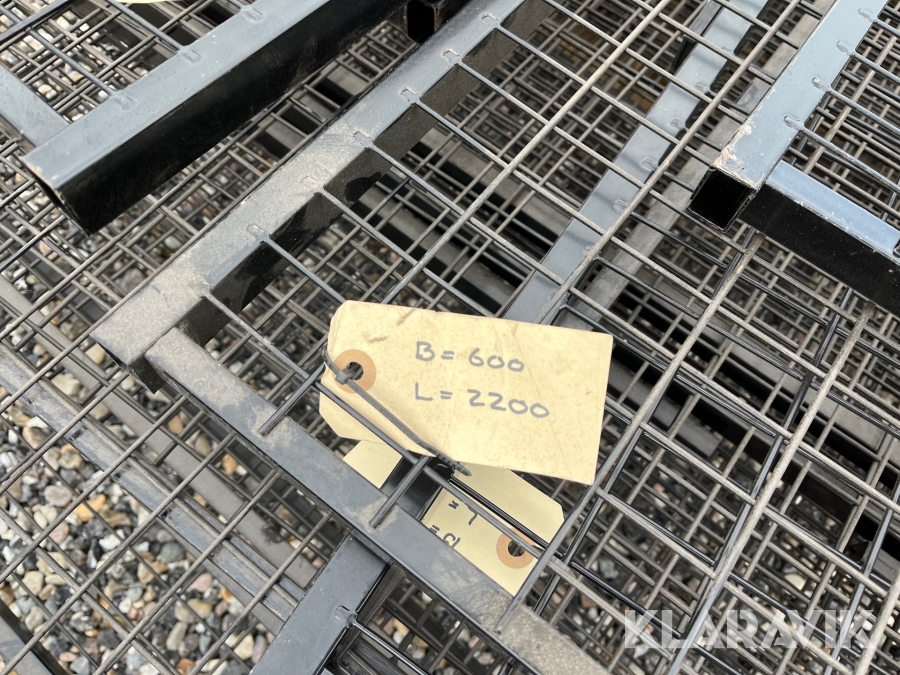 B = 600
L = 2200
L =
KLARAVIK